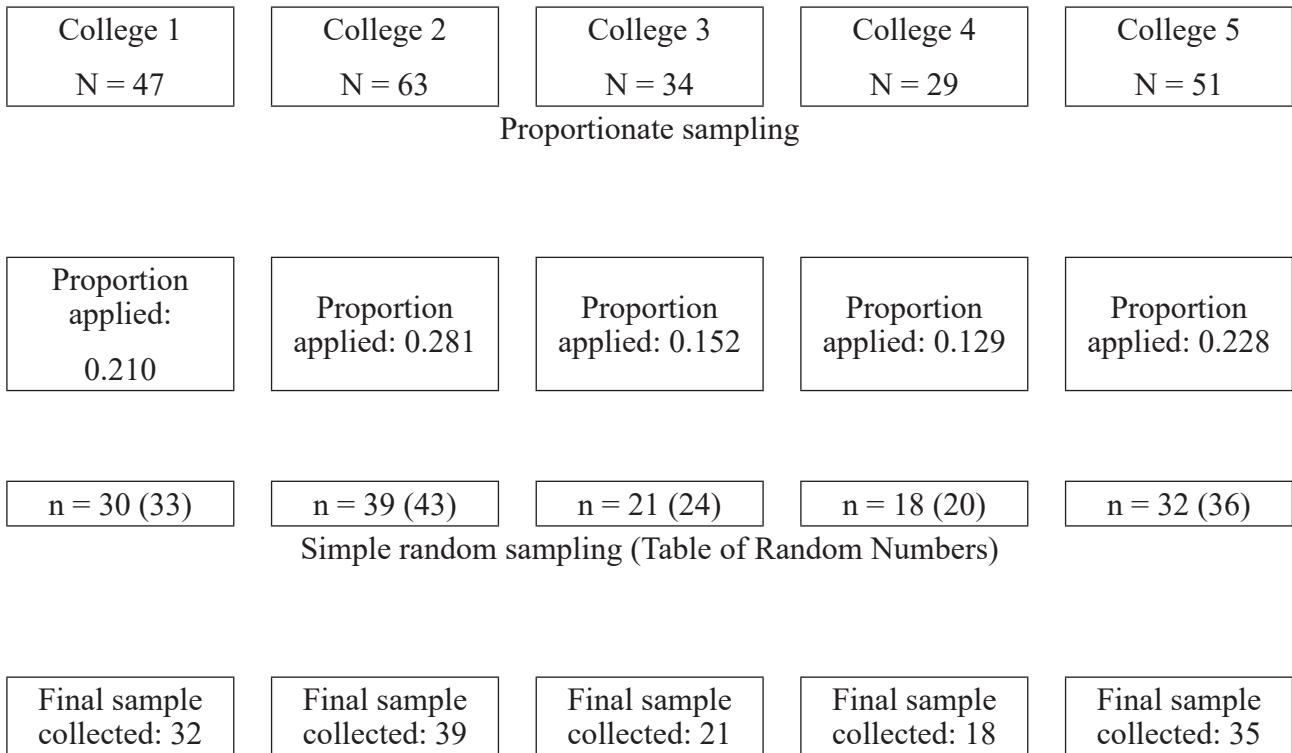 College 1
N = 47
College 2
N = 63
College 3
N = 34
College 4
N = 29
College 5
N = 51
Proportionate sampling
Proportion
applied:
0.210
Proportion
applied: 0.281
Proportion
applied: 0.152
Proportion
applied: 0.129
Proportion
applied: 0.228
n = 30 (33)
n = 39 (43)
n = 21 (24)
n = 18 (20)
n = 32 (36)
Simple random sampling (Table of Random Numbers)
Final sample
collected: 32
Final sample
collected: 39
Final sample
collected: 21
Final sample
collected: 18
Final sample
collected: 35